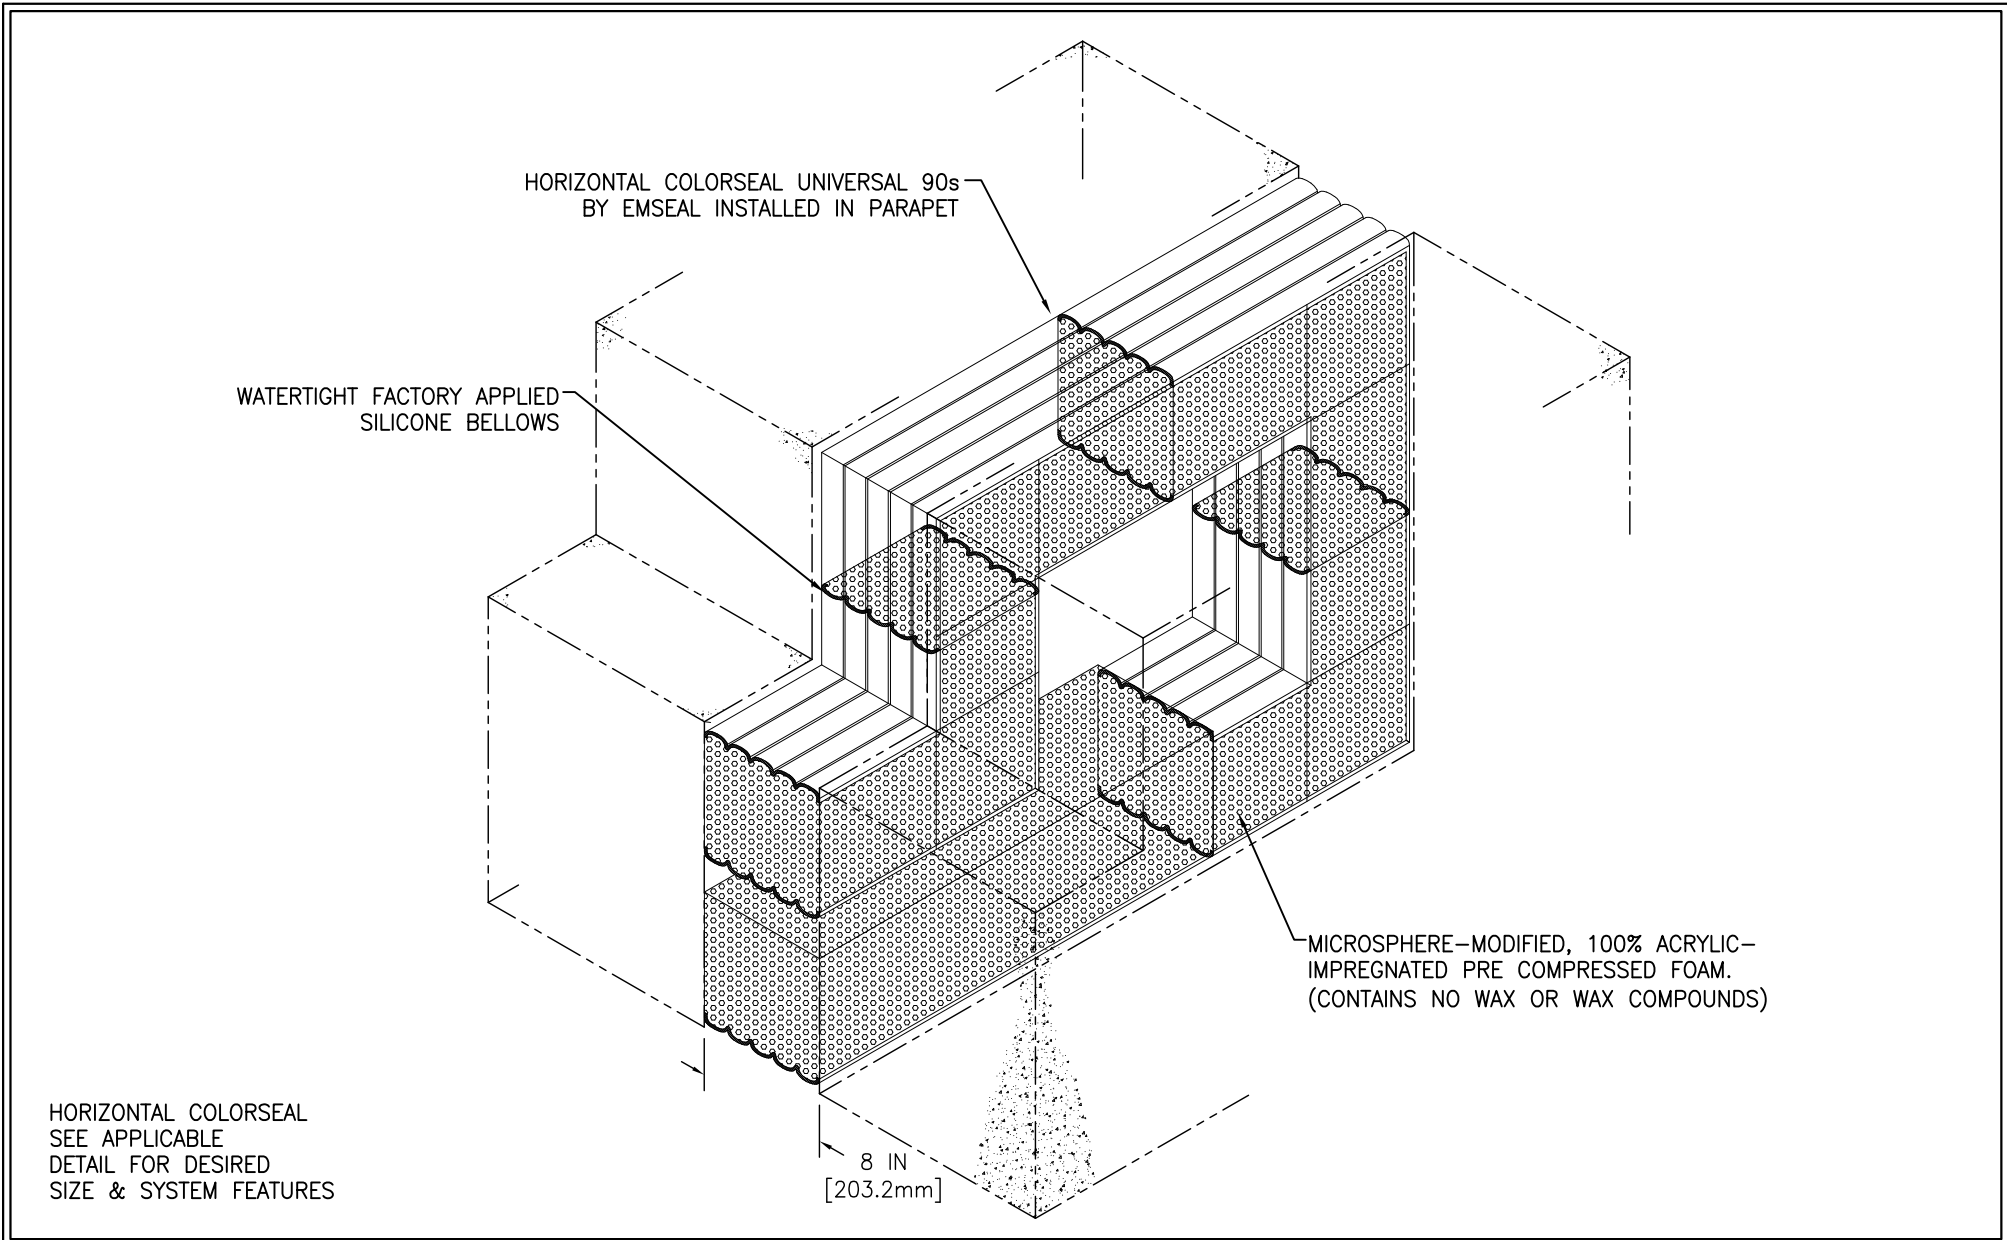 HORIZONTAL COLORSEAL UNIVERSAL 90s
BY EMSEAL INSTALLED IN PARAPET
WATERTIGHT FACTORY APPLIED
SILICONE BELLOWS
MICROSPHERE-MODIFIED, 100% ACRYLIC-
IMPREGNATED PRE COMPRESSED FOAM.
(CONTAINS NO WAX OR WAX COMPOUNDS)
HORIZONTAL COLORSEAL
SEE APPLICABLE
DETAIL FOR DESIRED
SIZE & SYSTEM FEATURES
8 IN
[203.2mm]